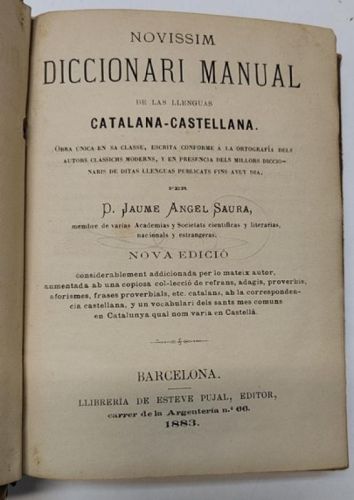 NOVISSIM
DICCIONARI MANUAL
DE LAS LLENGUAS
CATALANA-CASTELLANA.
OBRA UNICA EN SA CLASSE, ESCRITA CONFORME A LA ORTOGRAFÍA DELS
AUTORS CLASSICHS MODERNS, Y EN PRESENCIA DELS MILLORS DICCIO-
NARIS DE DITAS LLENGUAS PUBLICATS FINS AVUY DIA,
PER
D. JAUME ANGEL SAURA,
membre de varias Academias y Societats científicas y literarias,
nacionals y estrangeras.
NOVA EDICIÓ
considerablement addicionada per lo mateix autor,
aumentada ab una copiosa col-lecció de refrans, adagis, proverbis,
aforismes, frases proverbials, etc. catalans, ab la corresponden-
cia castellana, y un vocabulari dels sants mes comuns
en Catalunya qual nom varia en Castellá.
BARCELONA.
LLIBRERÍA DE ESTEVE PUJAL, EDITOR,
carrer de la Argentería n.º 66.
1883.